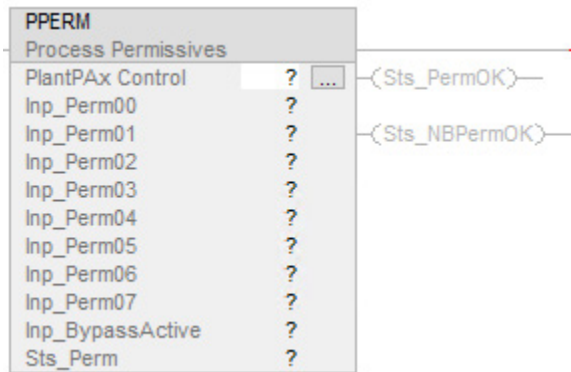 PPERM
Process Permissives
PlantPAx Control ? ... (Sts_PermOK)
Inp_Perm00 ?
Inp_Perm01 ? (Sts_NBPermOK)
Inp_Perm02 ?
Inp_Perm03 ?
Inp_Perm04 ?
Inp_Perm05 ?
Inp_Perm06 ?
Inp_Perm07 ?
Inp_BypassActive ?
Sts_Perm ?